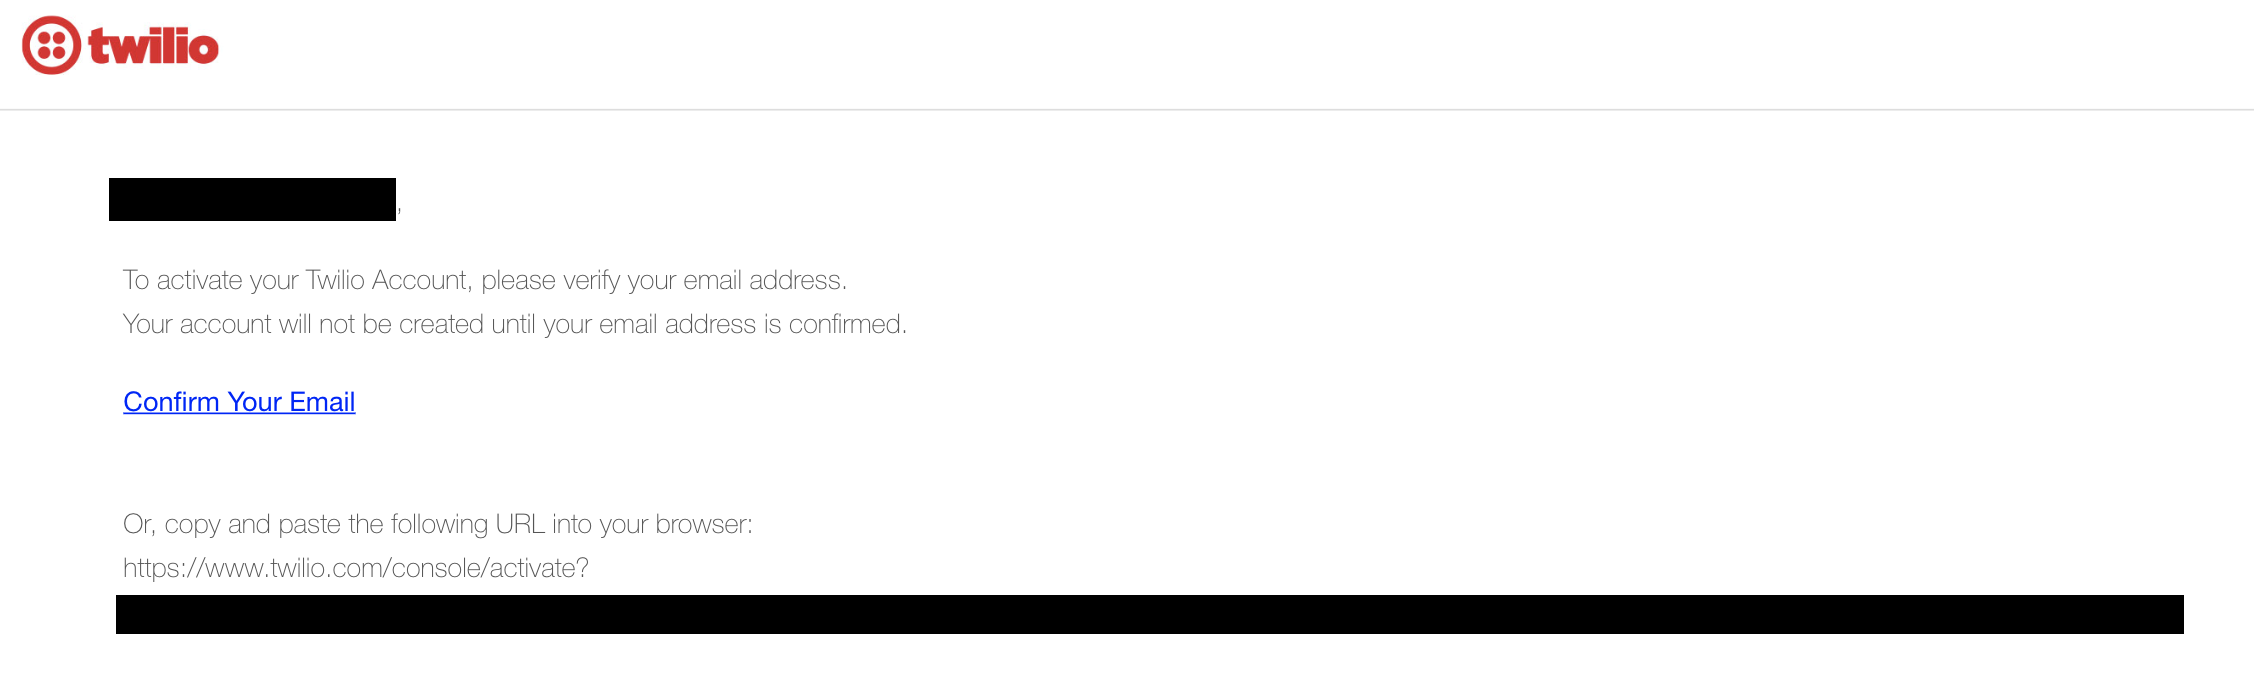 twilio
,
To activate your Twilio Account, please verify your email address.
Your account will not be created until your email address is confirmed.
Confirm Your Email
Or, copy and paste the following URL into your browser:
https://www.twilio.com/console/activate?